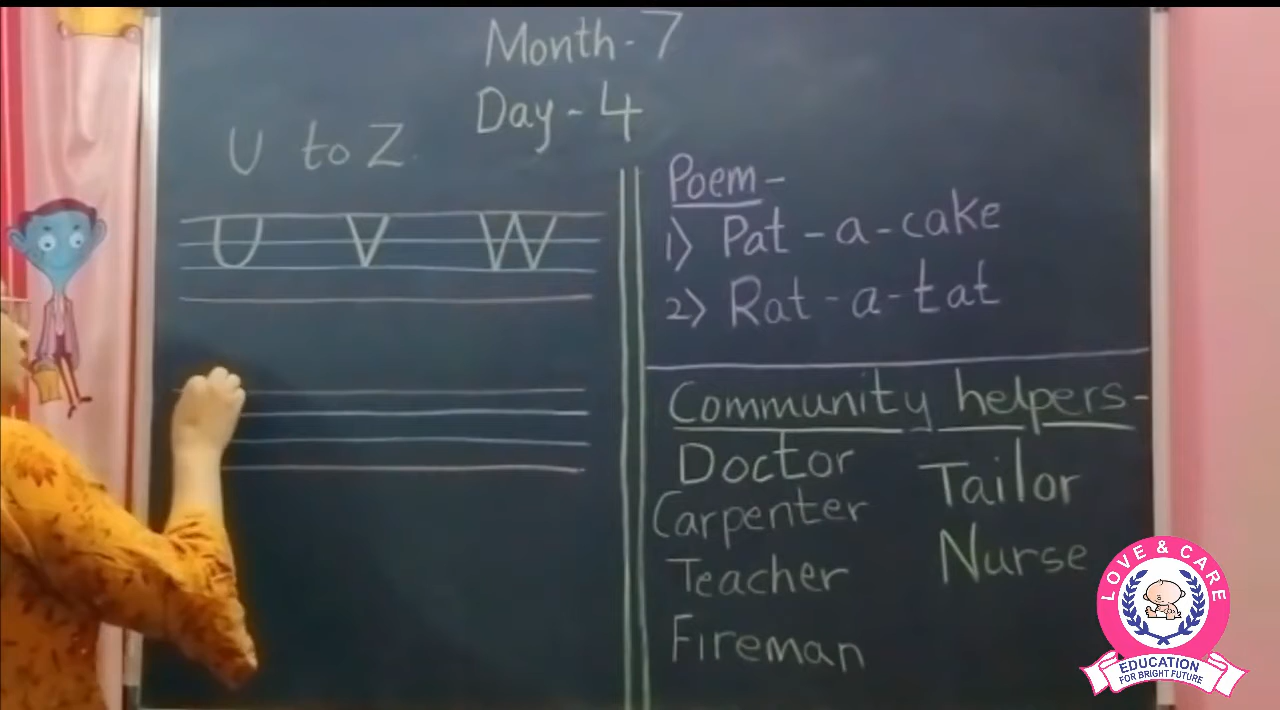 Month-7
Day-4
U to Z
U V W
Poem-
1) Pat-a-cake
2) Rat-a-tat
Community helpers-
Doctor
Carpenter
Teacher
Fireman
Tailor
Nurse
LOVE & CARE
EDUCATION
FOR BRIGHT FUTURE